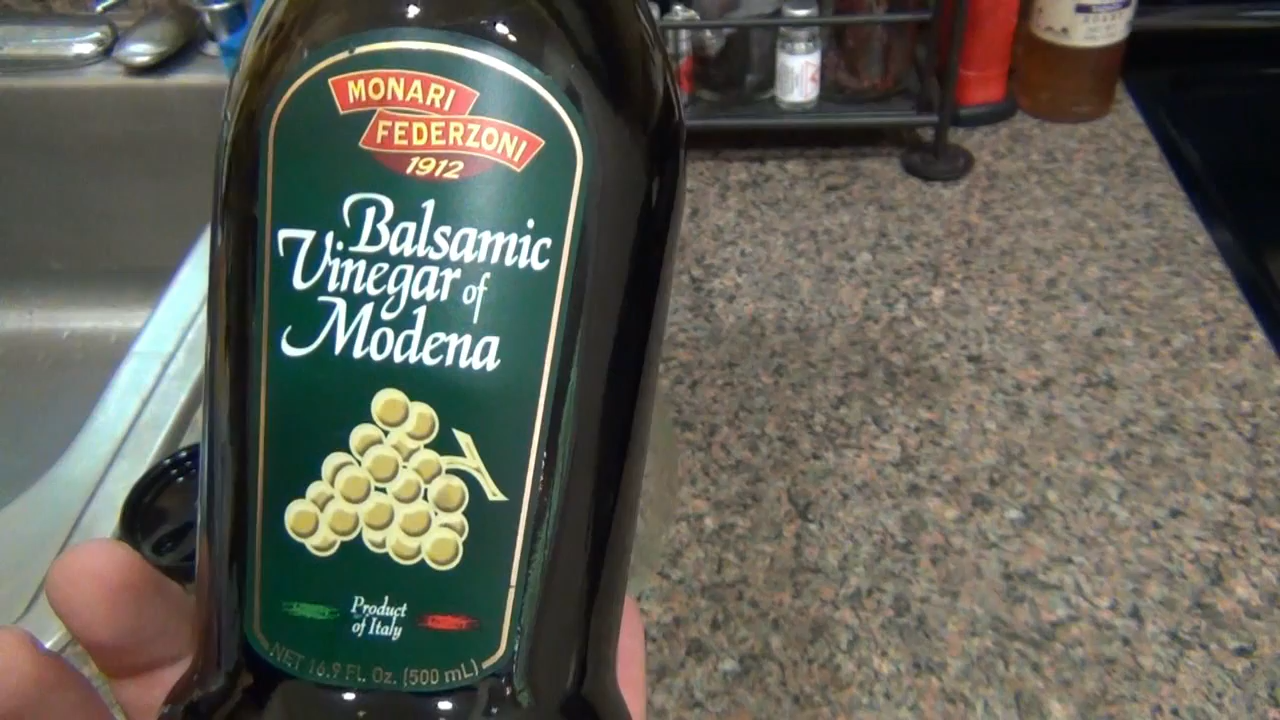 MONARI
FEDERZONI
1912
Balsamic
Vinegar of
Modena
Product
of Italy
NET 16.9 FL. Oz. (500 mL)